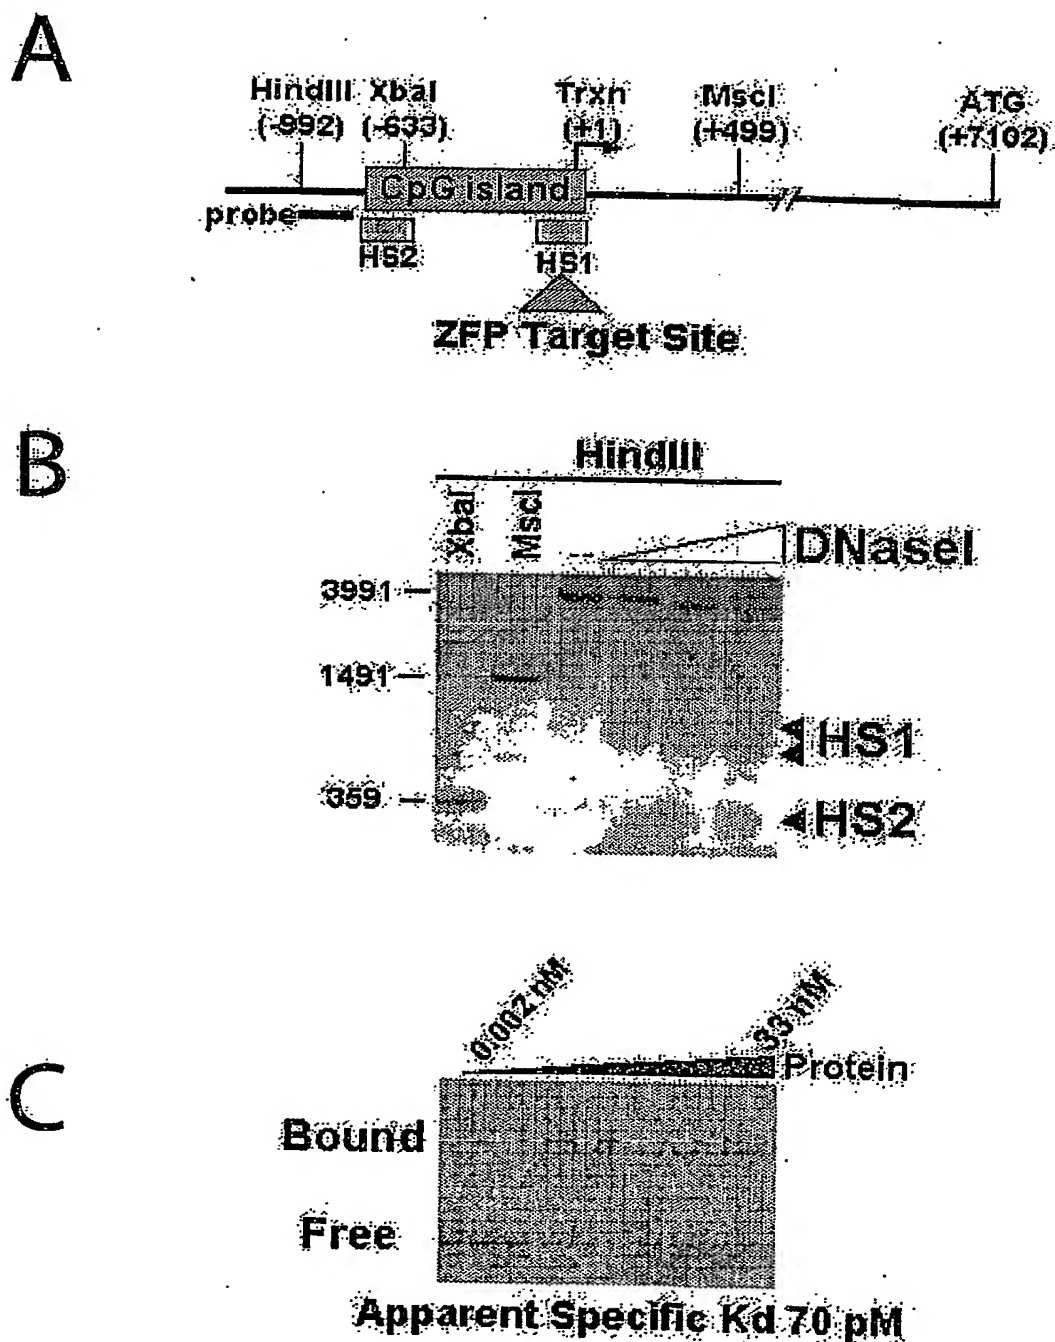 A
HindIII XbaI Trxn MscI ATG
(-992) (-633) (+1) (+499) (+7102)
CpG island
probe
HS2 HS1
ZFP Target Site
B
HindIII
XbaI MscI
-- DNaseI
3991
1491
HS1
359
HS2
C
0.002 nM 33 nM
Protein
Bound
Free
Apparent Specific Kd 70 pM